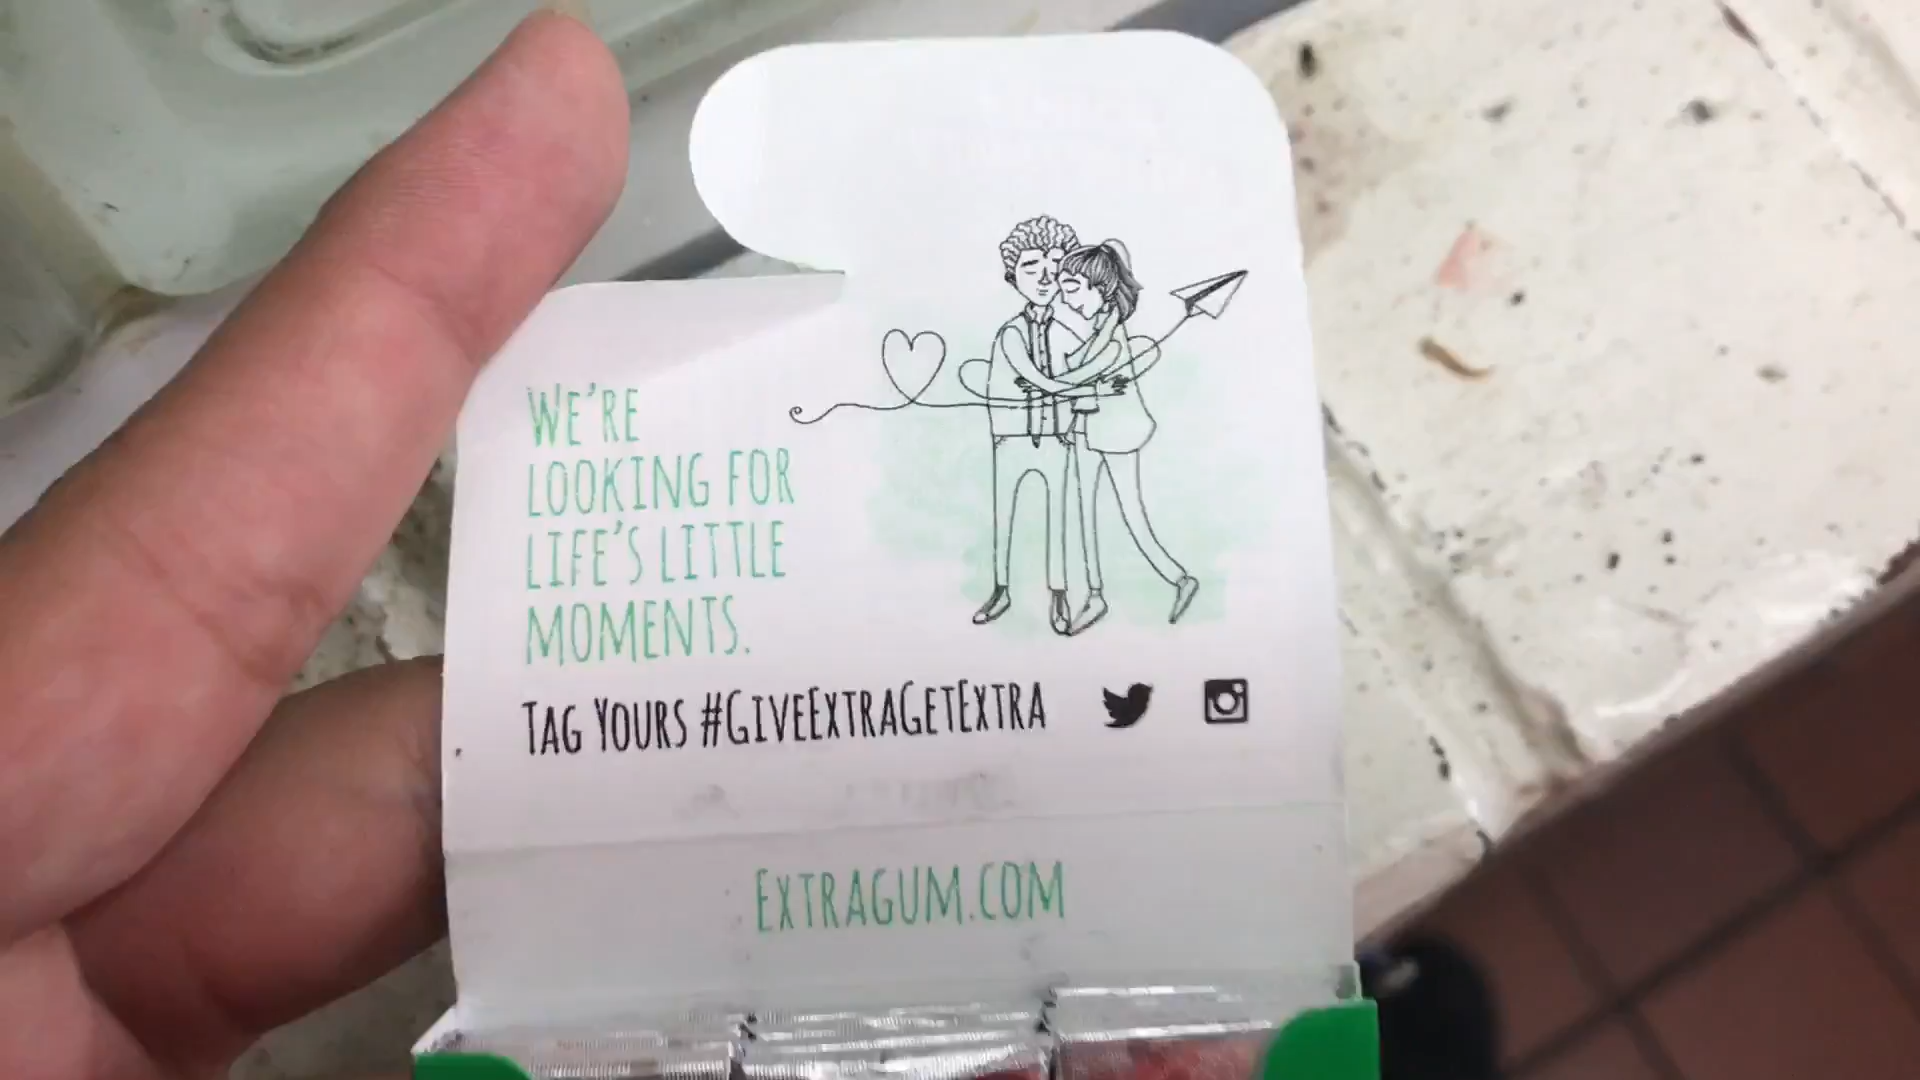 WE'RE
LOOKING FOR
LIFE'S LITTLE
MOMENTS.
TAG YOURS #GIVEEXTRAGETEXTRA
EXTRAGUM.COM